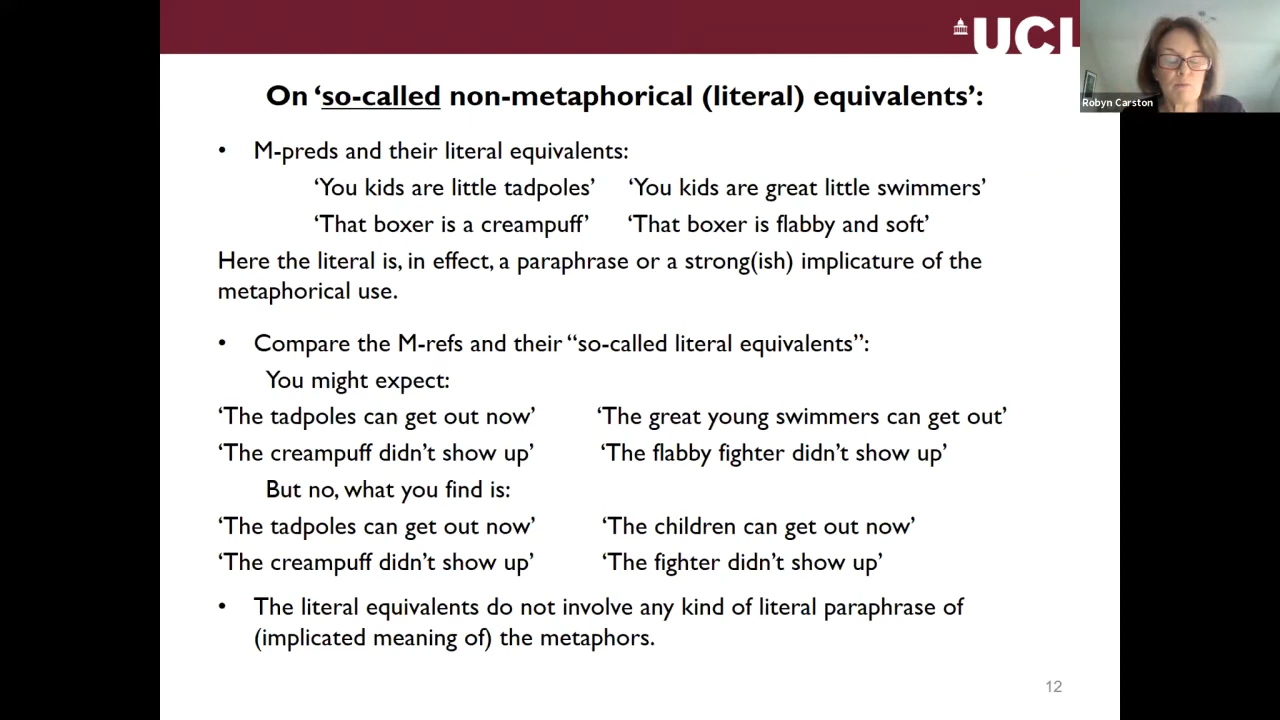 UCL
Robyn Carston
On ‘so-called non-metaphorical (literal) equivalents’:
• M-preds and their literal equivalents:
‘You kids are little tadpoles’ ‘You kids are great little swimmers’
‘That boxer is a creampuff’ ‘That boxer is flabby and soft’
Here the literal is, in effect, a paraphrase or a strong(ish) implicature of the
metaphorical use.
• Compare the M-refs and their “so-called literal equivalents”:
You might expect:
‘The tadpoles can get out now’ ‘The great young swimmers can get out’
‘The creampuff didn’t show up’ ‘The flabby fighter didn’t show up’
But no, what you find is:
‘The tadpoles can get out now’ ‘The children can get out now’
‘The creampuff didn’t show up’ ‘The fighter didn’t show up’
• The literal equivalents do not involve any kind of literal paraphrase of
(implicated meaning of) the metaphors.
12